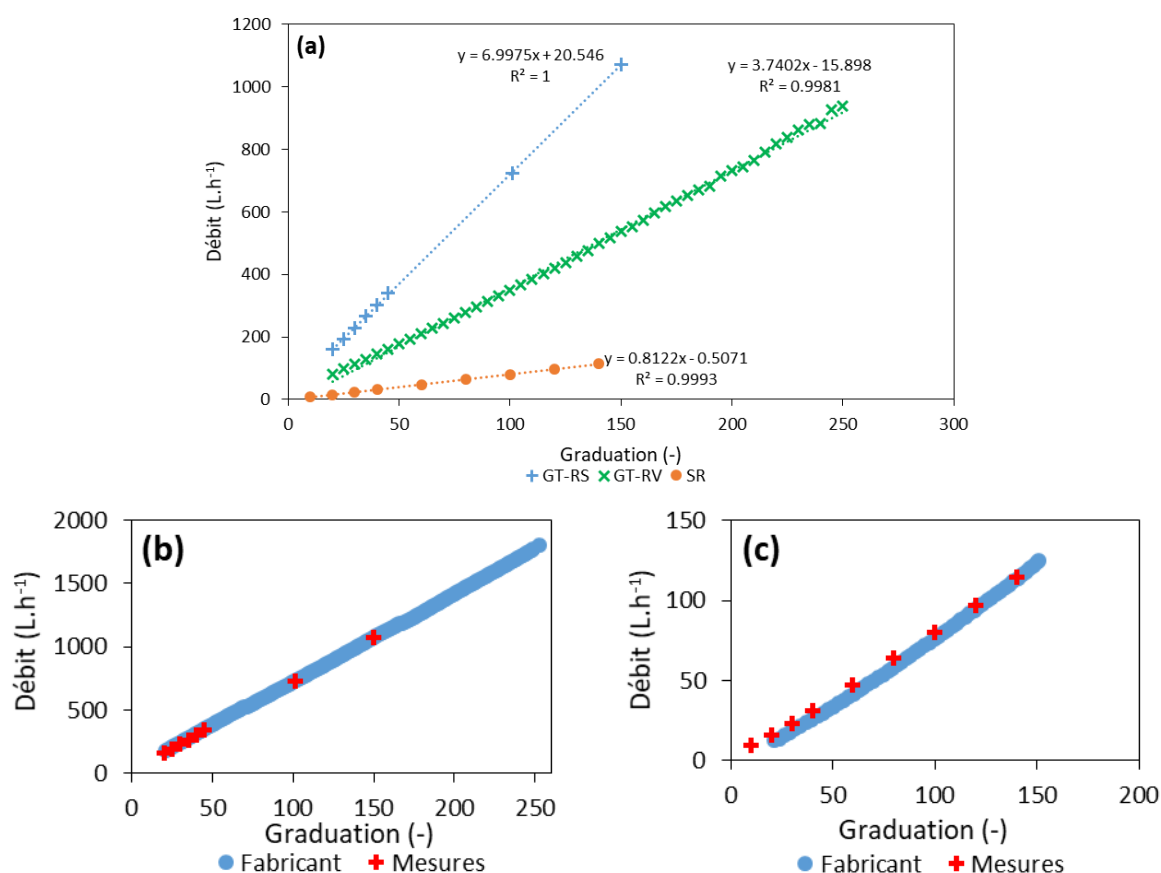 (a)
1200
1000
800
600
400
200
0
Débit (L.h⁻¹)
y = 6.9975x + 20.546
R² = 1
y = 3.7402x - 15.898
R² = 0.9981
y = 0.8122x - 0.5071
R² = 0.9993
0 50 100 150 200 250 300
Graduation (-)
GT-RS GT-RV SR
(b)
2000
1500
1000
500
0
Débit (L.h⁻¹)
0 50 100 150 200 250
Graduation (-)
Fabricant Mesures
(c)
150
100
50
0
Débit (L.h⁻¹)
0 50 100 150 200
Graduation (-)
Fabricant Mesures